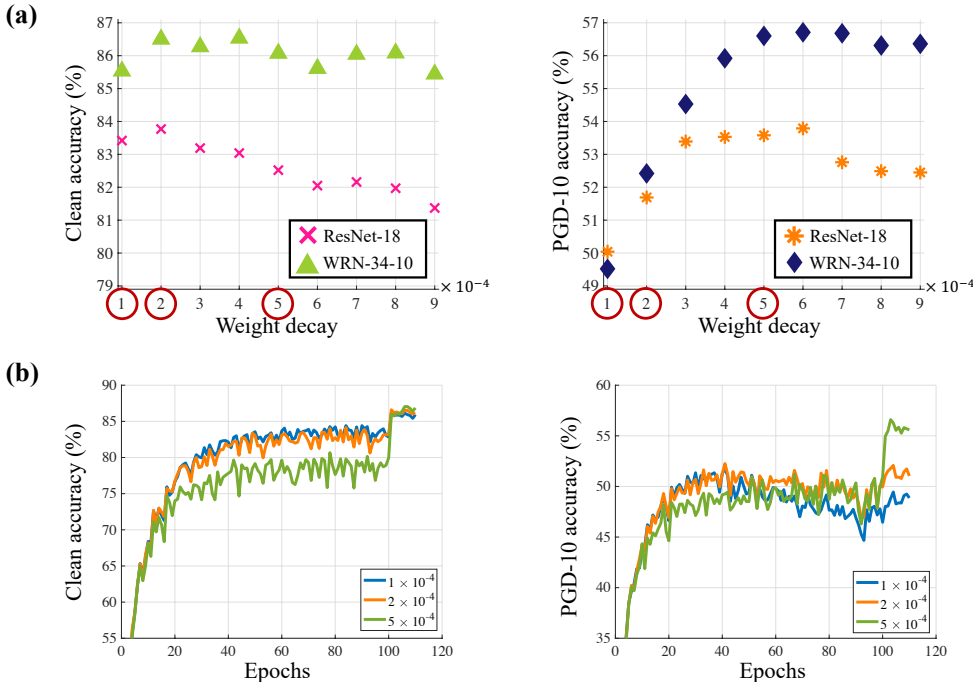 (a)
Clean accuracy (%)
87
86
85
84
83
82
81
80
79
1 2 3 4 5 6 7 8 9
× 10⁻⁴
Weight decay
ResNet-18
WRN-34-10
PGD-10 accuracy (%)
57
56
55
54
53
52
51
50
49
1 2 3 4 5 6 7 8 9
× 10⁻⁴
Weight decay
ResNet-18
WRN-34-10
(b)
Clean accuracy (%)
90
85
80
75
70
65
60
55
0 20 40 60 80 100 120
Epochs
1 × 10⁻⁴
2 × 10⁻⁴
5 × 10⁻⁴
PGD-10 accuracy (%)
60
55
50
45
40
35
0 20 40 60 80 100 120
Epochs
1 × 10⁻⁴
2 × 10⁻⁴
5 × 10⁻⁴